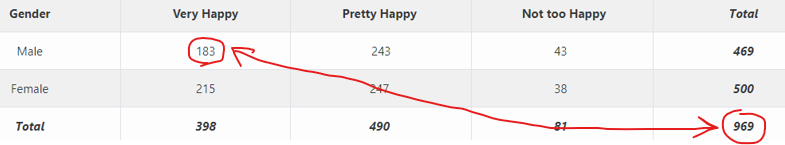 Gender Very Happy Pretty Happy Not too Happy Total
Male 183 243 43 469
Female 215 247 38 500
Total 398 490 81 969